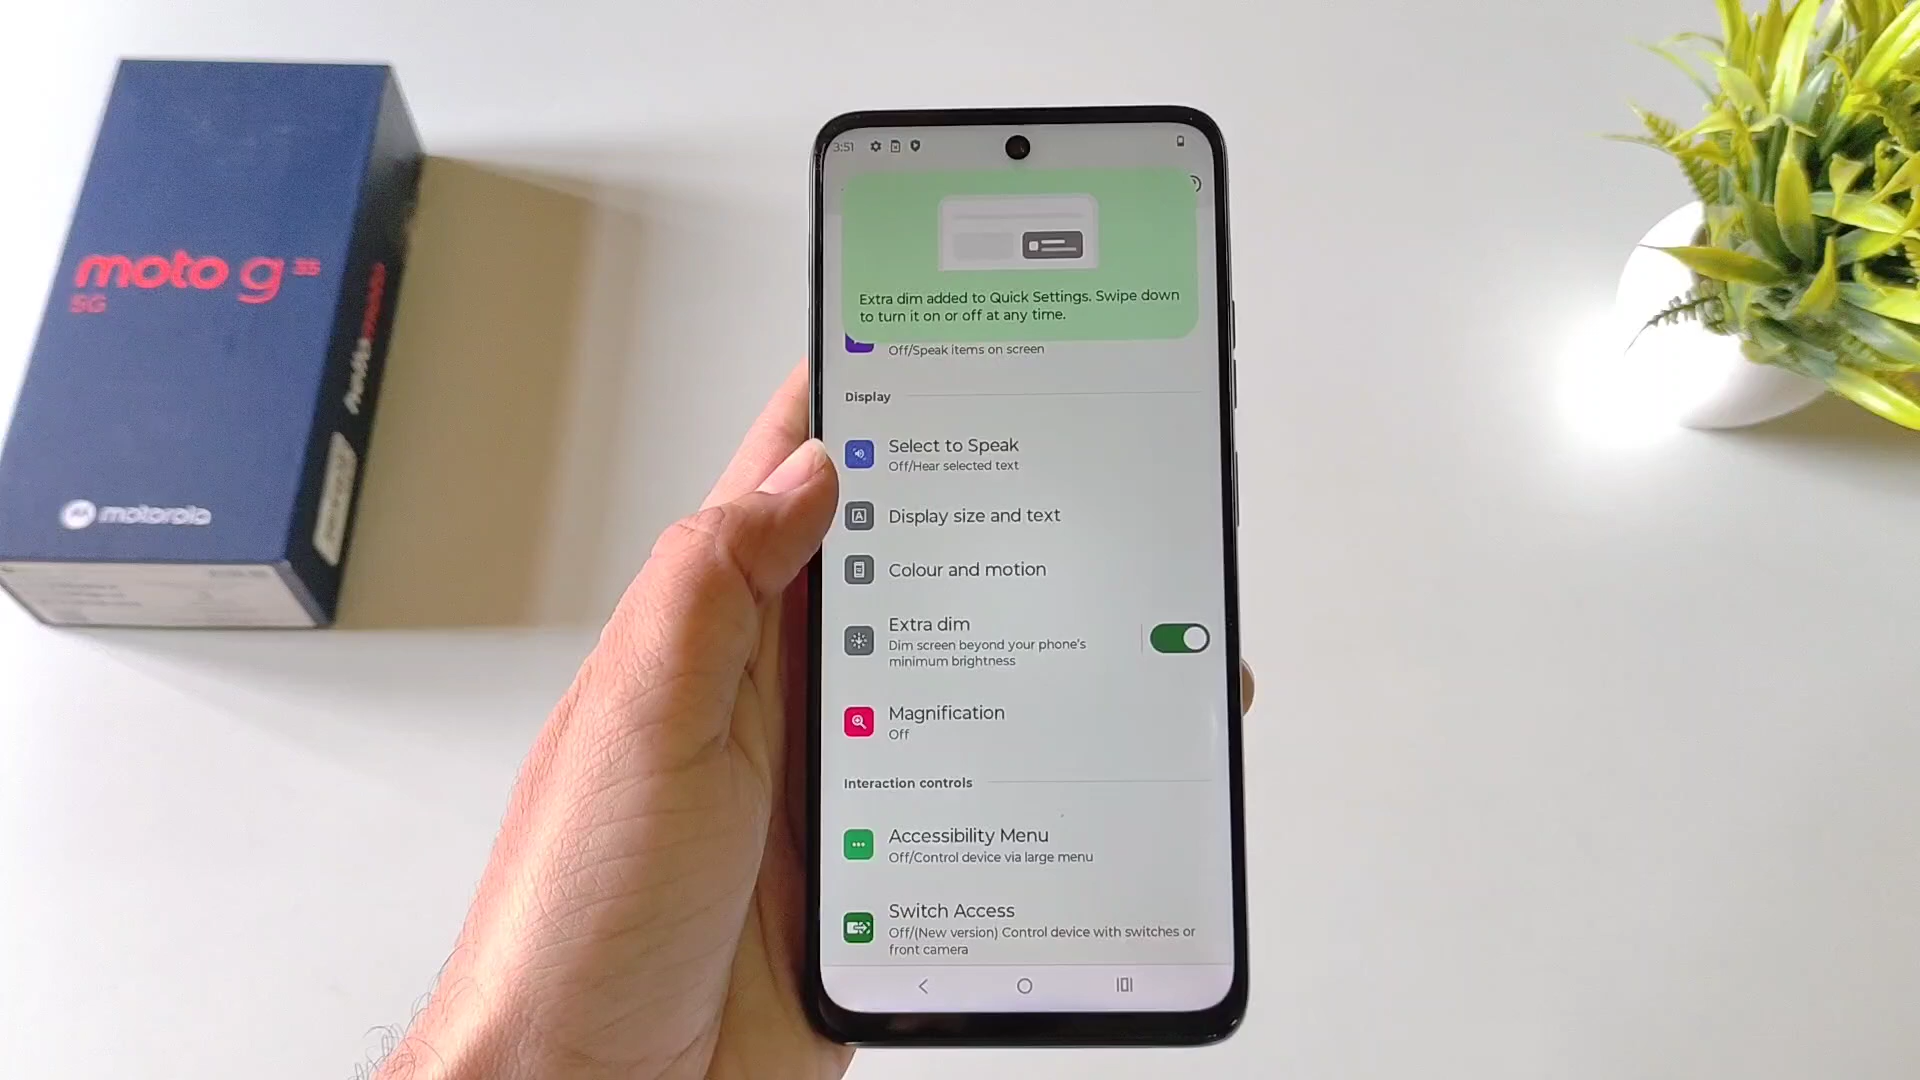 moto g 35
5G
motorola
3:51
Extra dim added to Quick Settings. Swipe down
to turn it on or off at any time.
Off/Speak items on screen
Display
Select to Speak
Off/Hear selected text
Display size and text
Colour and motion
Extra dim
Dim screen beyond your phone's
minimum brightness
Magnification
Off
Interaction controls
Accessibility Menu
Off/Control device via large menu
Switch Access
Off/(New version) Control device with switches or
front camera